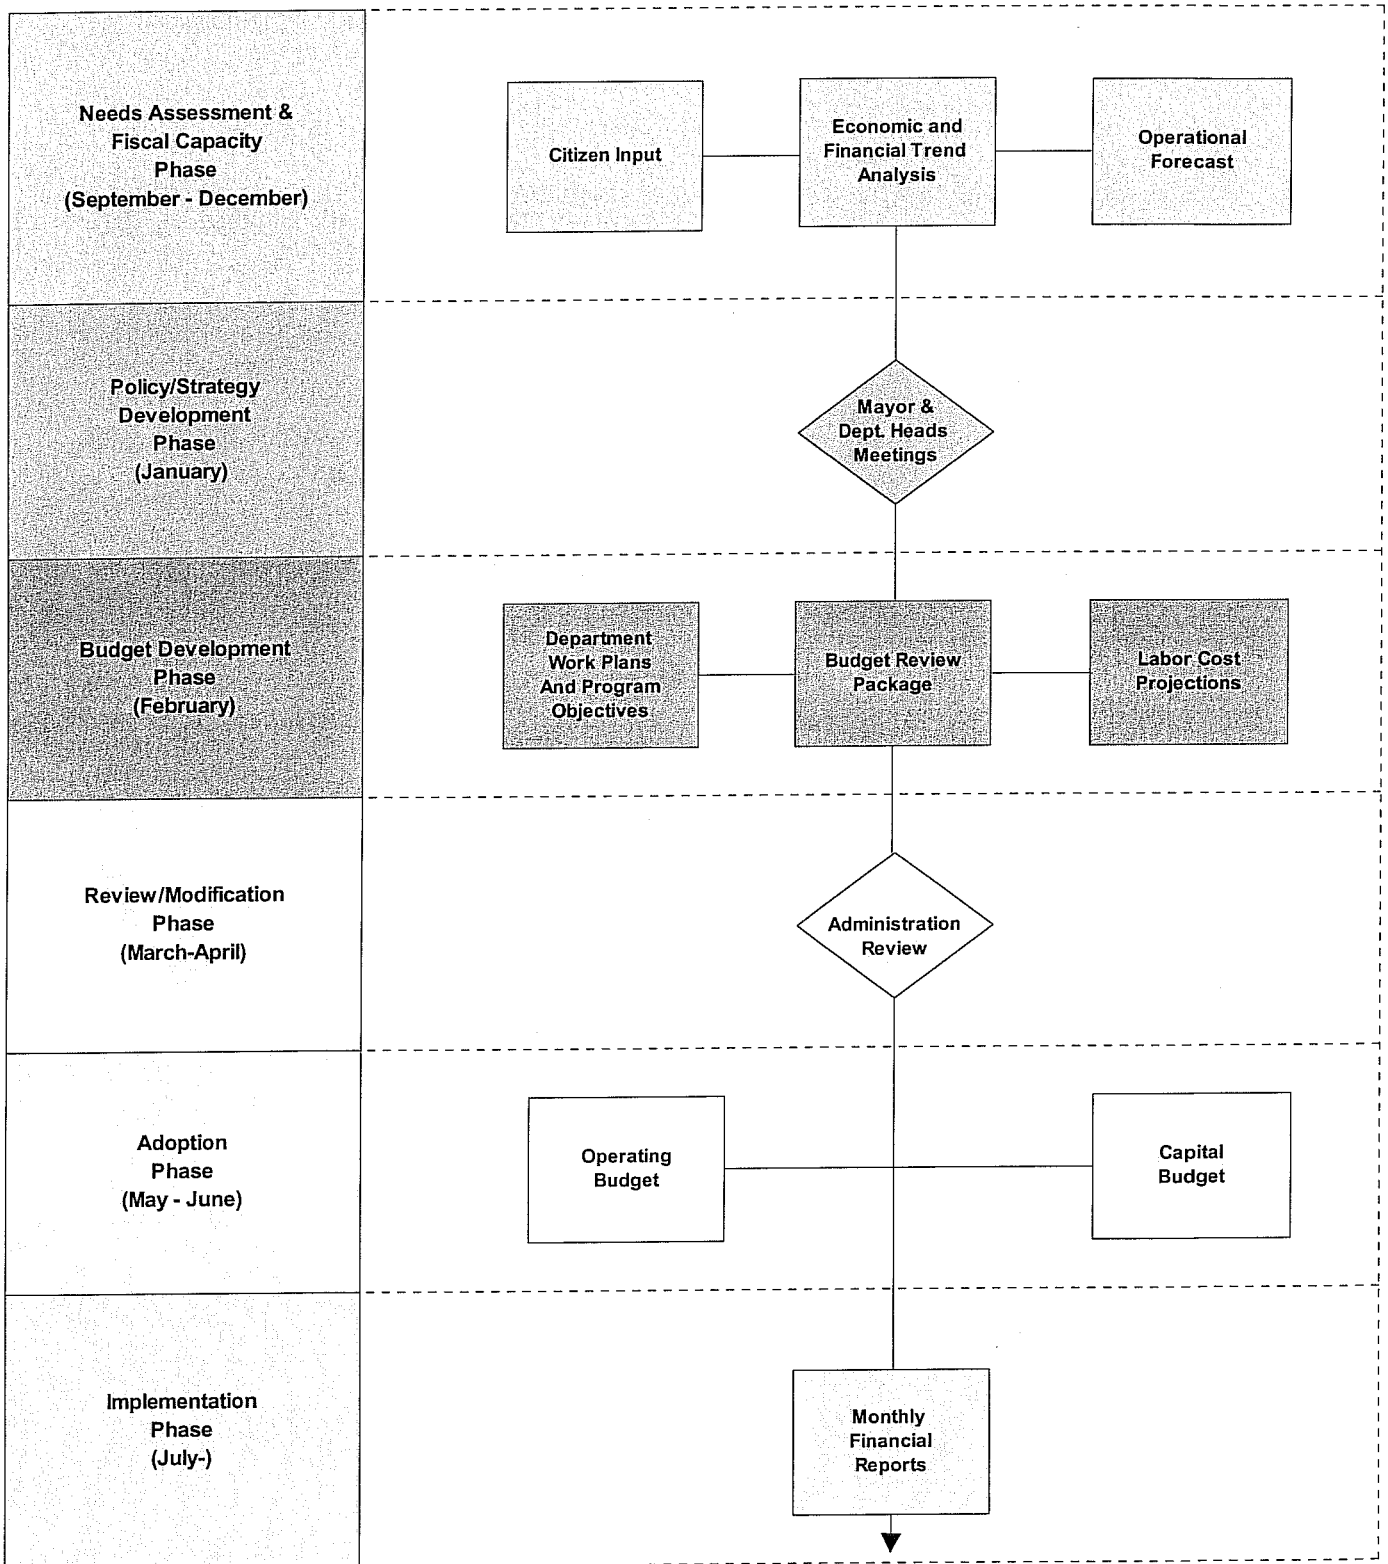 Needs Assessment &
Fiscal Capacity
Phase
(September - December)
Citizen Input
Economic and
Financial Trend
Analysis
Operational
Forecast
Policy/Strategy
Development
Phase
(January)
Mayor &
Dept. Heads
Meetings
Budget Development
Phase
(February)
Department
Work Plans
And Program
Objectives
Budget Review
Package
Labor Cost
Projections
Review/Modification
Phase
(March-April)
Administration
Review
Adoption
Phase
(May - June)
Operating
Budget
Capital
Budget
Implementation
Phase
(July-)
Monthly
Financial
Reports